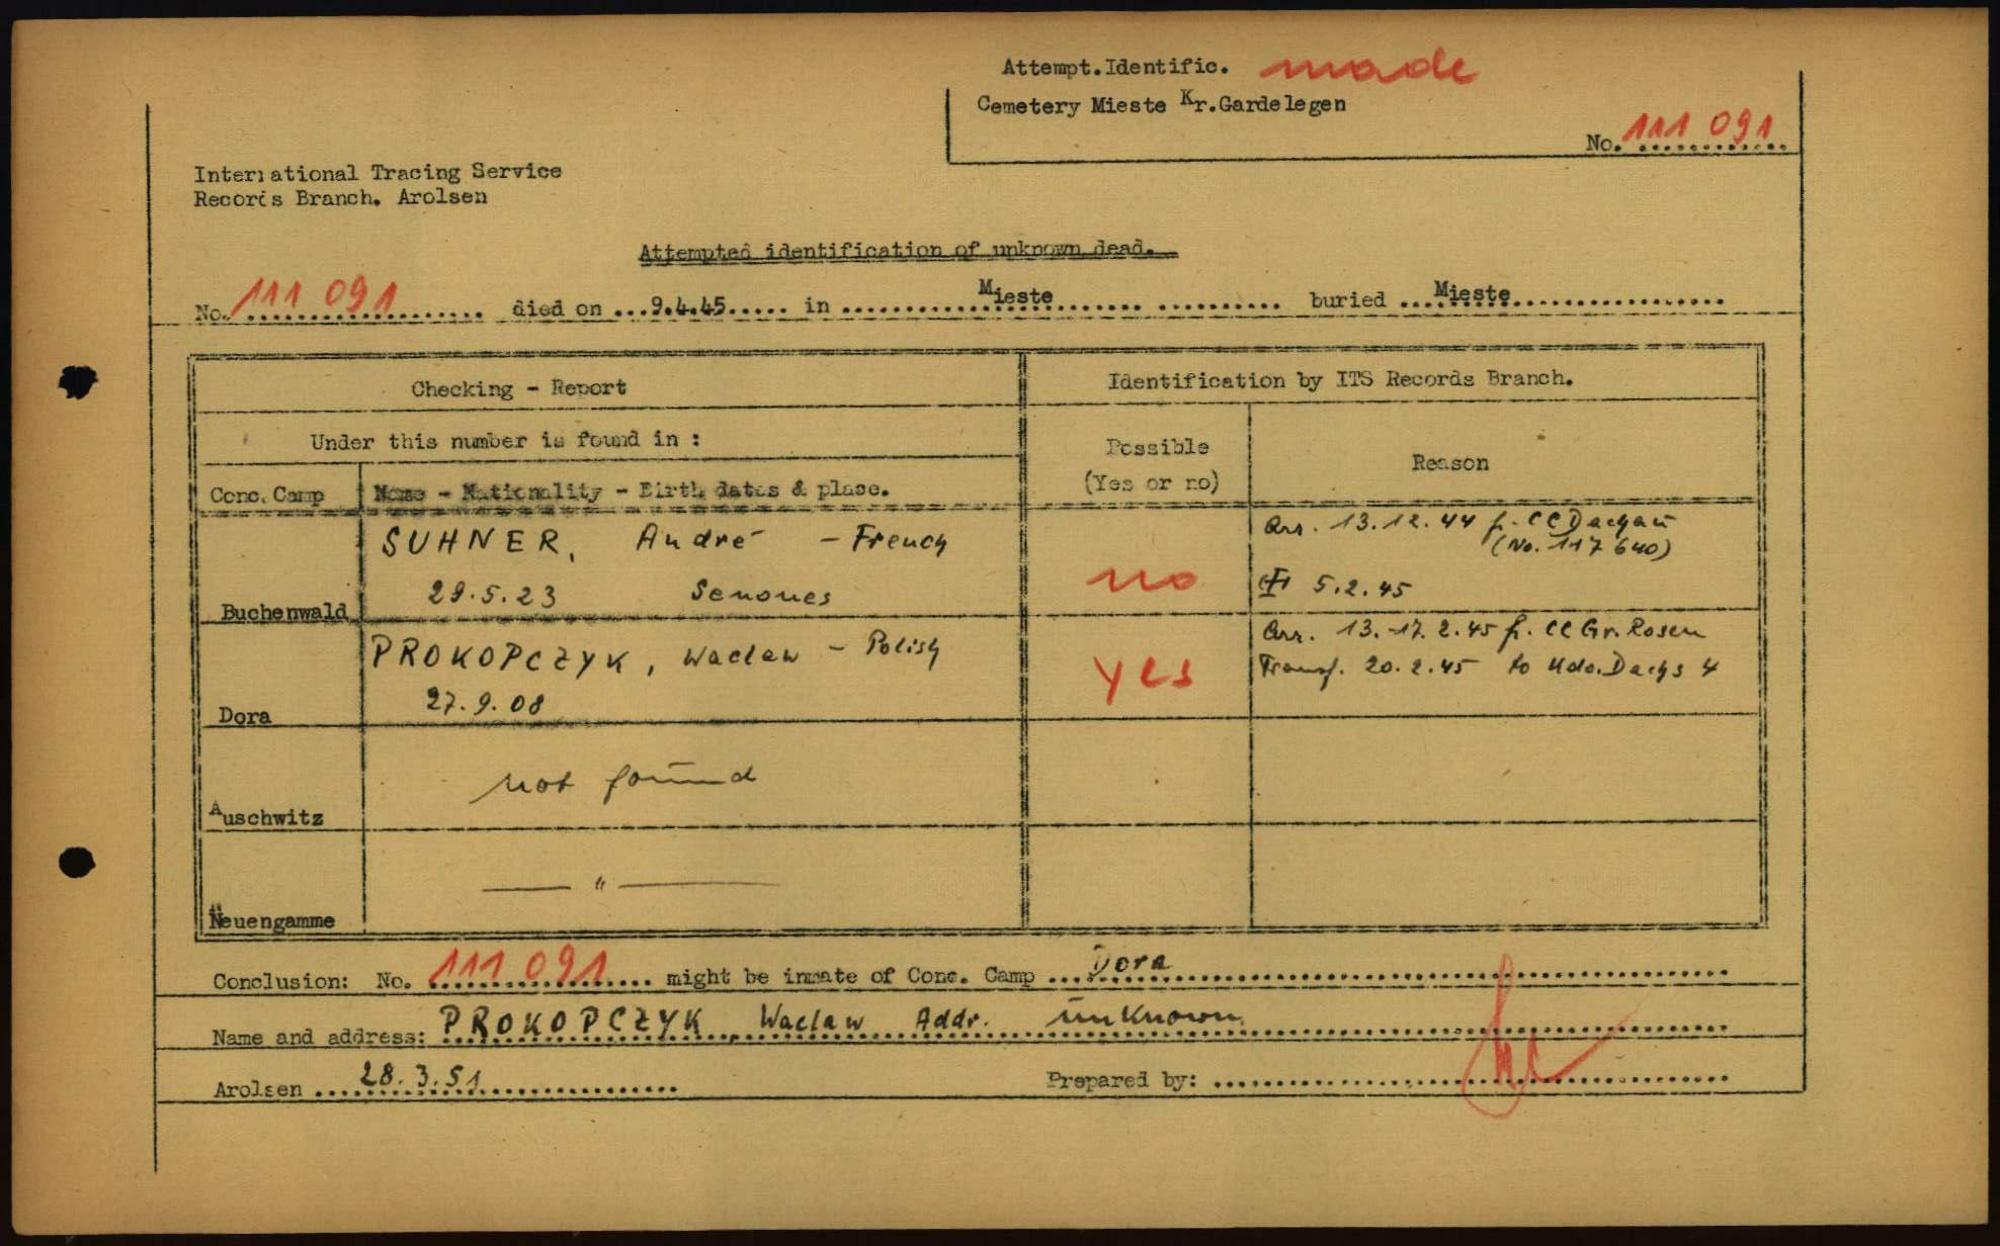 Attempt.Identific. made
Cemetery Mieste Kr.Gardelegen
No. 111 091
International Tracing Service
Records Branch. Arolsen
Attempted identification of unknown dead.
No. 111 091 died on ...9.4.45..... in Mieste buried Mieste
Checking - Report
Identification by ITS Records Branch.
Under this number is found in :
Possible
(Yes or no)
Reason
Conc. Camp
Name - Nationality - Birth dates & place.
SUHNER, André - French
29.5.23 Senones
Buchenwald
no
Arr. 13.12.44 f. CC Dachau
(No. 117 640)
5.2.45
PROKOPCZYK, Waclaw - Polish
27.9.08
Dora
yes
Arr. 13.-17.2.45 f. CC Gr. Rosen
Transf. 20.2.45 to Kdo. Dachs 4
not found
Auschwitz
— " —
Neuengamme
Conclusion: No. 111 091 might be inmate of Conc. Camp Dora
Name and address: PROKOPCZYK, Waclaw Addr. unknown
Arolsen 28.3.51
Prepared by: